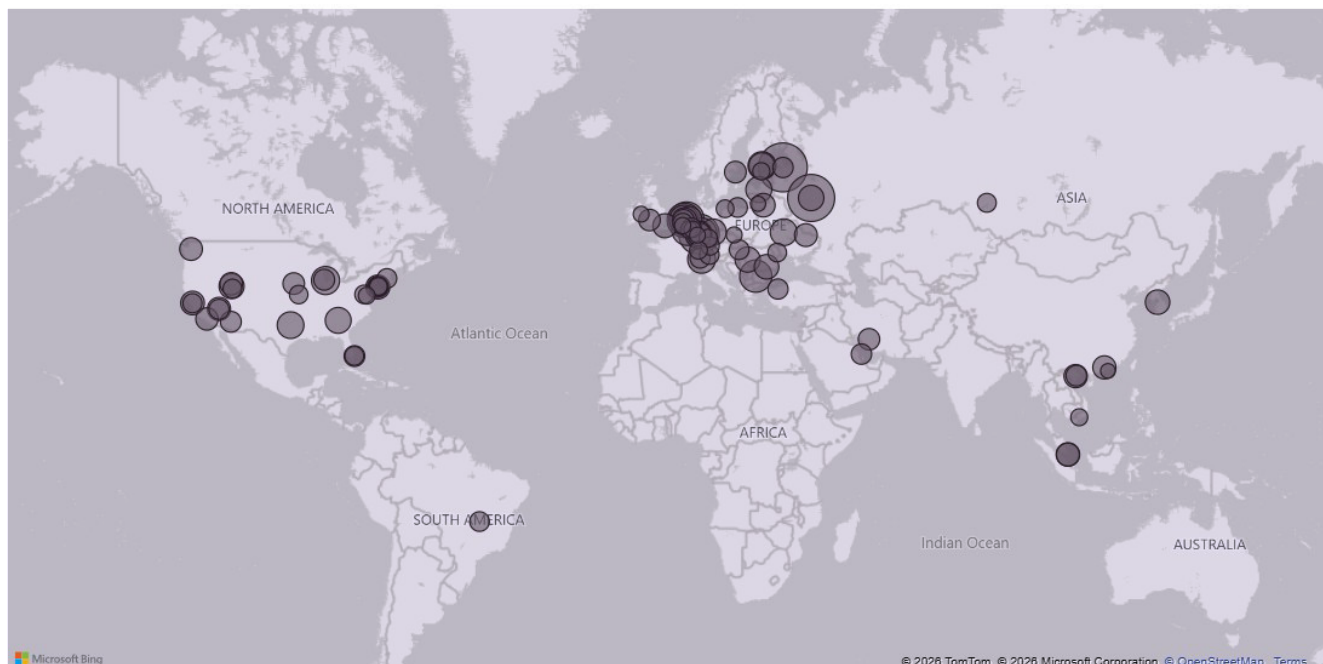 ASIA
NORTH AMERICA
EUROPE
Atlantic Ocean
AFRICA
SOUTH AMERICA
Indian Ocean
AUSTRALIA
Microsoft Bing
© 2026 TomTom, © 2026 Microsoft Corporation, © OpenStreetMap Terms